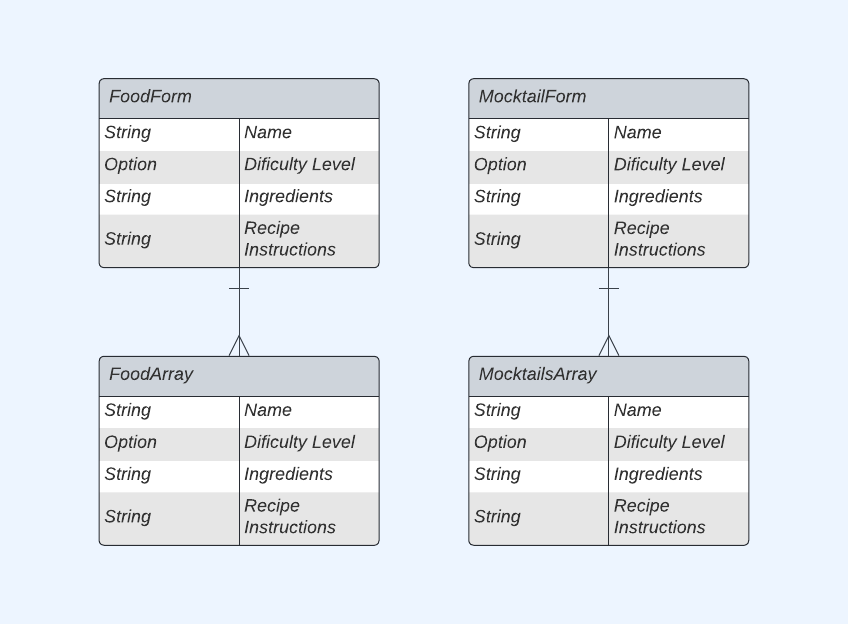 FoodForm
String Name
Option Dificulty Level
String Ingredients
String Recipe
Instructions
MocktailForm
String Name
Option Dificulty Level
String Ingredients
String Recipe
Instructions
FoodArray
String Name
Option Dificulty Level
String Ingredients
String Recipe
Instructions
MocktailsArray
String Name
Option Dificulty Level
String Ingredients
String Recipe
Instructions